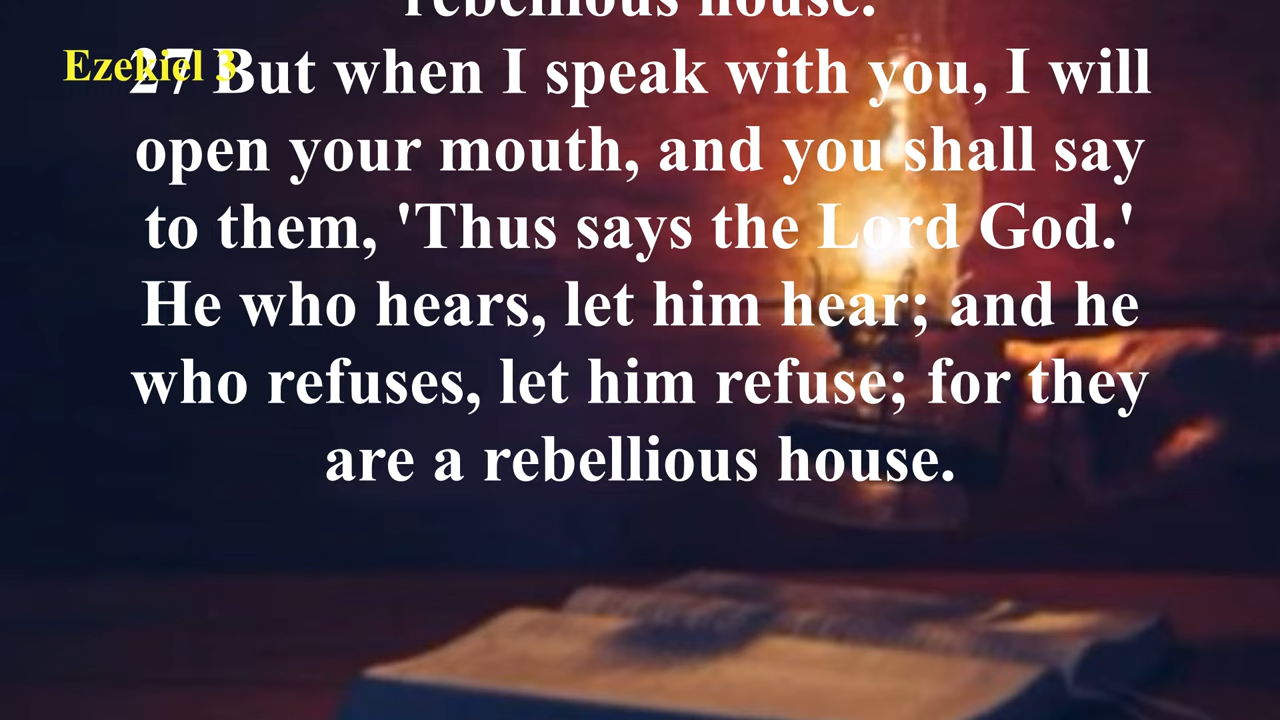 rebellious house.
Ezekiel 3
27 But when I speak with you, I will
open your mouth, and you shall say
to them, 'Thus says the Lord God.'
He who hears, let him hear; and he
who refuses, let him refuse; for they
are a rebellious house.